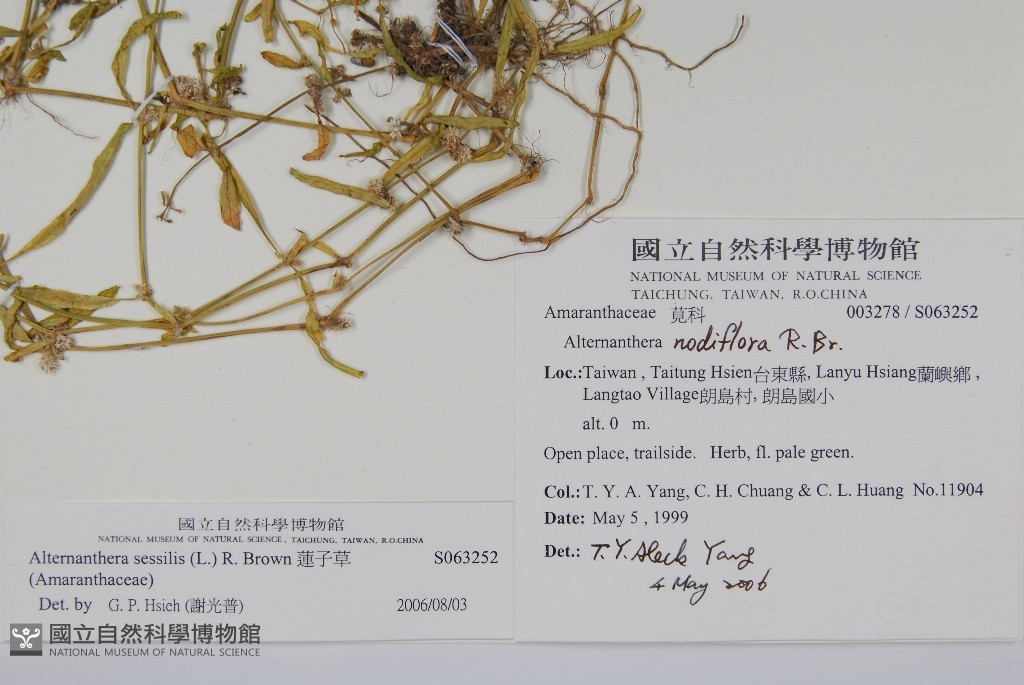 國立自然科學博物館
NATIONAL MUSEUM OF NATURAL SCIENCE
TAICHUNG, TAIWAN, R.O.CHINA
Amaranthaceae 莧科 003278 / S063252
Alternanthera nodiflora R. Br.
Loc.:Taiwan , Taitung Hsien台東縣, Lanyu Hsiang蘭嶼鄉 ,
Langtao Village朗島村, 朗島國小
alt. 0 m.
Open place, trailside. Herb, fl. pale green.
Col.: T. Y. A. Yang, C. H. Chuang & C. L. Huang No.11904
Date: May 5 , 1999
Det.: T. Y. Aleck Yang
4 May 2006
國立自然科學博物館
NATIONAL MUSEUM OF NATURAL SCIENCE , TAICHUNG, TAIWAN, R.O.CHINA
Alternanthera sessilis (L.) R. Brown 蓮子草 S063252
(Amaranthaceae)
Det. by G. P. Hsieh (謝光普) 2006/08/03
國立自然科學博物館
NATIONAL MUSEUM OF NATURAL SCIENCE